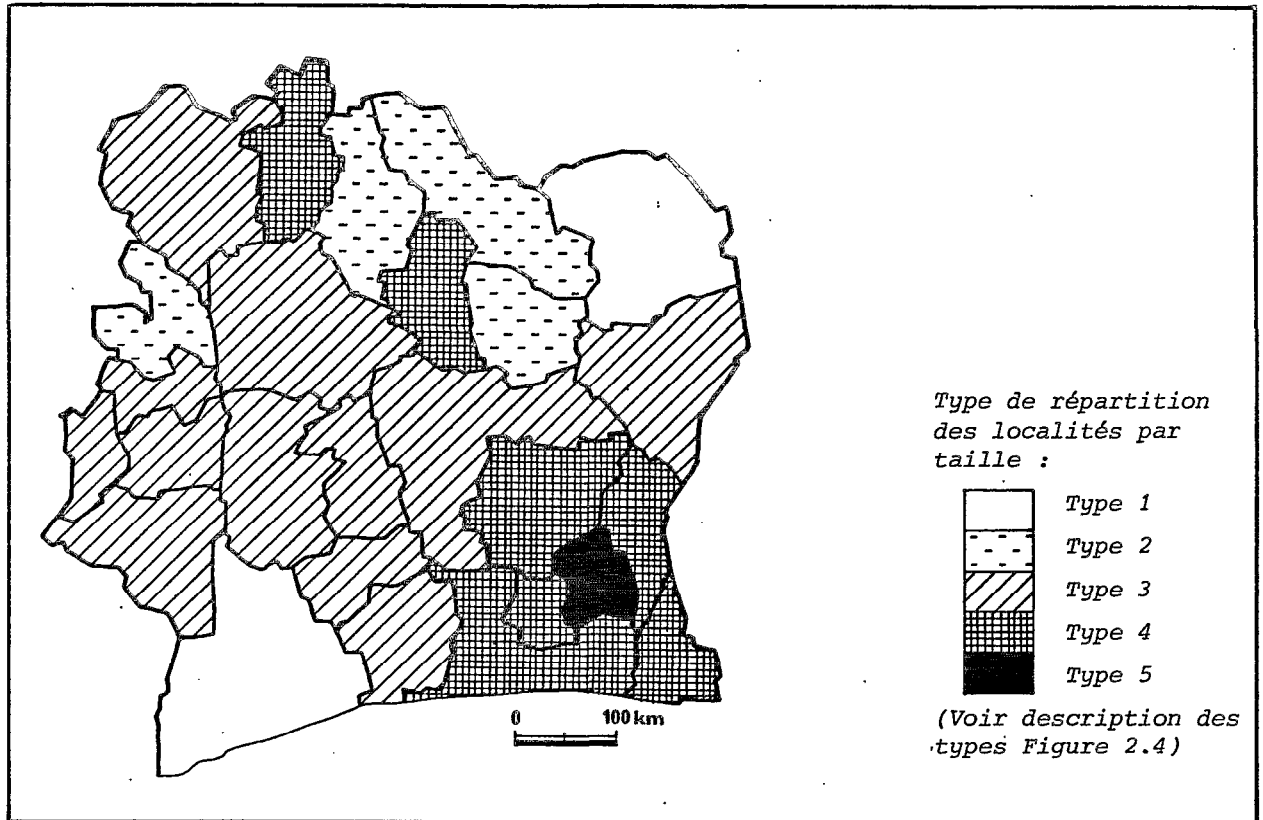 Type de répartition
des localités par
taille :
Type 1
Type 2
Type 3
Type 4
Type 5
(Voir description des
types Figure 2.4)
0 100 km